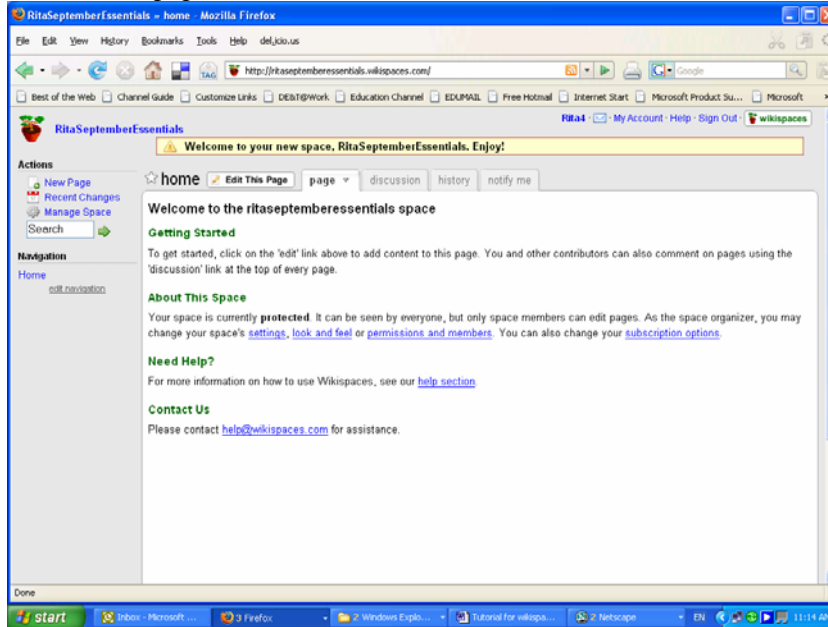 RitaSeptemberEssentials - home - Mozilla Firefox
File Edit View History Bookmarks Tools Help del.icio.us
TAG http://ritaseptemberessentials.wikispaces.com/ G Google
Best of the Web Channel Guide Customize Links DE&T@Work Education Channel EDUMAIL Free Hotmail Internet Start Microsoft Product Su... Microsoft
RitaSeptemberEssentials
Rita4 · My Account · Help · Sign Out · wikispaces
Welcome to your new space, RitaSeptemberEssentials. Enjoy!
Actions
New Page
Recent Changes
Manage Space
Search
Navigation
Home
edit navigation
home Edit This Page page discussion history notify me
Welcome to the ritaseptemberessentials space
Getting Started
To get started, click on the 'edit' link above to add content to this page. You and other contributors can also comment on pages using the
'discussion' link at the top of every page.
About This Space
Your space is currently protected. It can be seen by everyone, but only space members can edit pages. As the space organizer, you may
change your space's settings, look and feel or permissions and members. You can also change your subscription options.
Need Help?
For more information on how to use Wikispaces, see our help section.
Contact Us
Please contact help@wikispaces.com for assistance.
Done
start Inbox - Microsoft ... 3 Firefox 2 Windows Explo... Tutorial for wikispa... 2 Netscape EN 11:14 AM